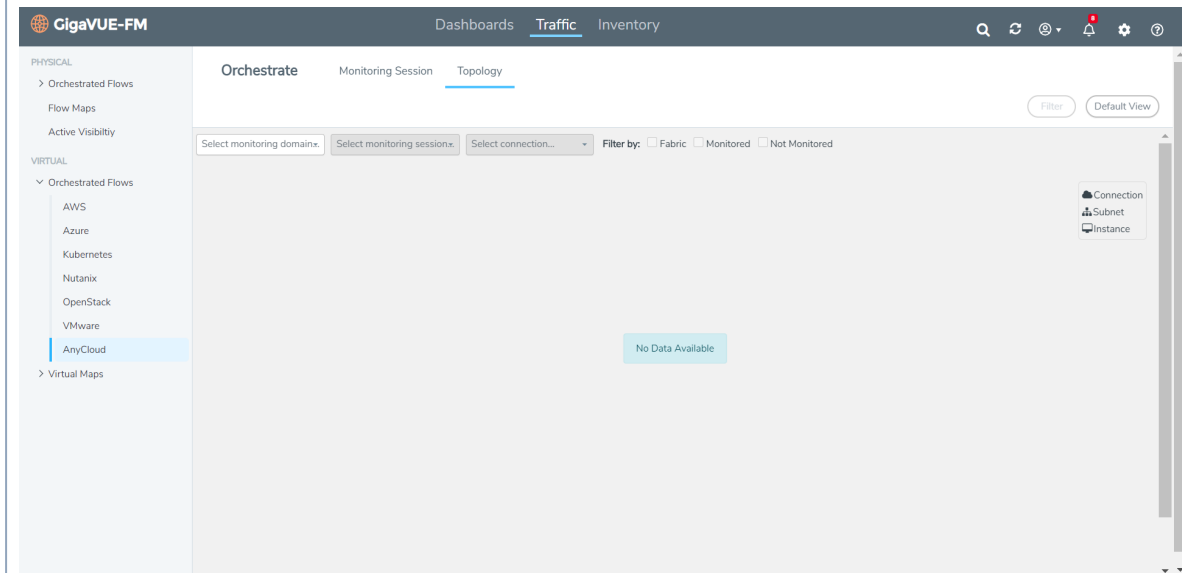 GigaVUE-FM
Dashboards Traffic Inventory
8
PHYSICAL
Orchestrated Flows
Flow Maps
Active Visibiltiy
VIRTUAL
Orchestrated Flows
AWS
Azure
Kubernetes
Nutanix
OpenStack
VMware
AnyCloud
Virtual Maps
Orchestrate Monitoring Session Topology
Filter Default View
Select monitoring domain... Select monitoring session... Select connection... Filter by: Fabric Monitored Not Monitored
Connection
Subnet
Instance
No Data Available